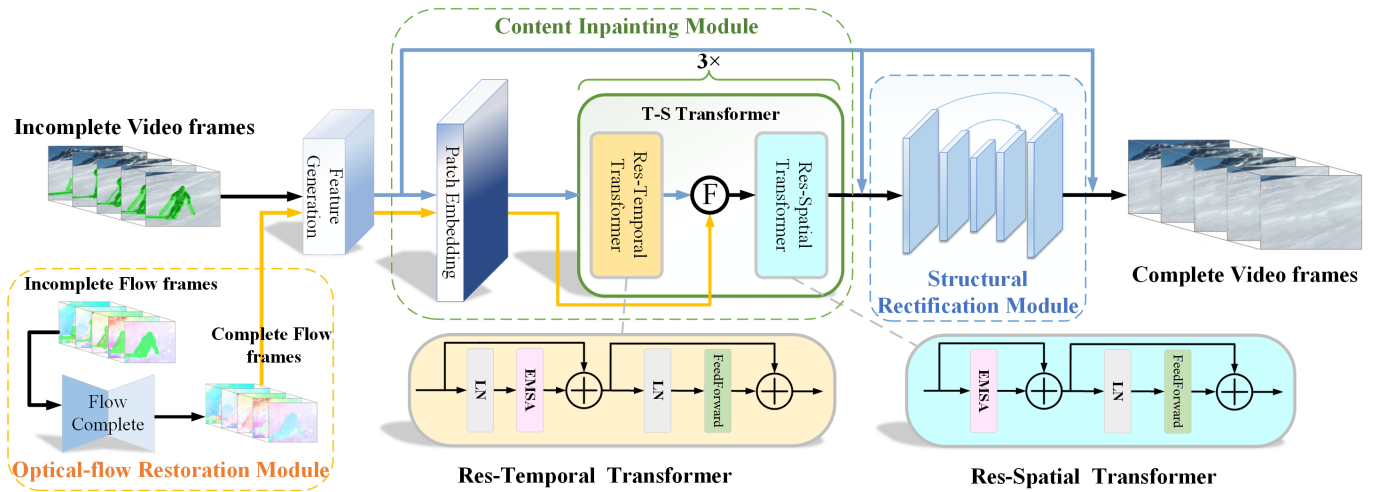 Content Inpainting Module
3×
T-S Transformer
Incomplete Video frames
Feature
Generation
Patch Embedding
Res-Temporal
Transformer
F
Res-Spatial
Transformer
Complete Video frames
Structural
Rectification Module
Incomplete Flow frames
Complete Flow
frames
Flow
Complete
Optical-flow Restoration Module
LN
EMSA
LN
FeedForward
Res-Temporal Transformer
EMSA
LN
FeedForward
Res-Spatial Transformer